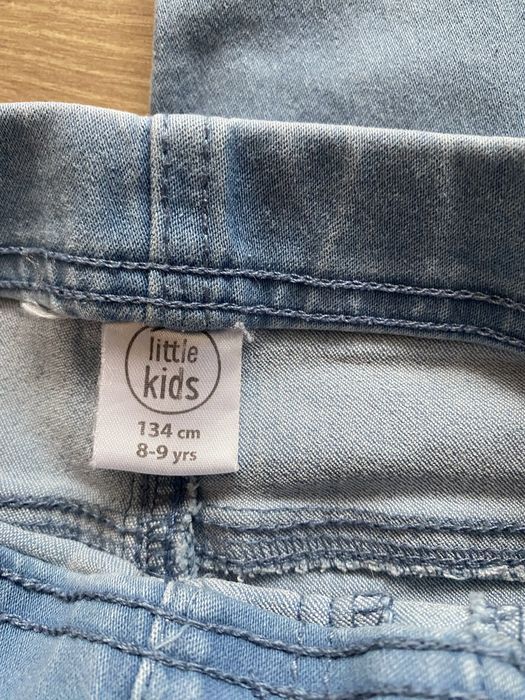 little
kids
134 cm
8-9 yrs